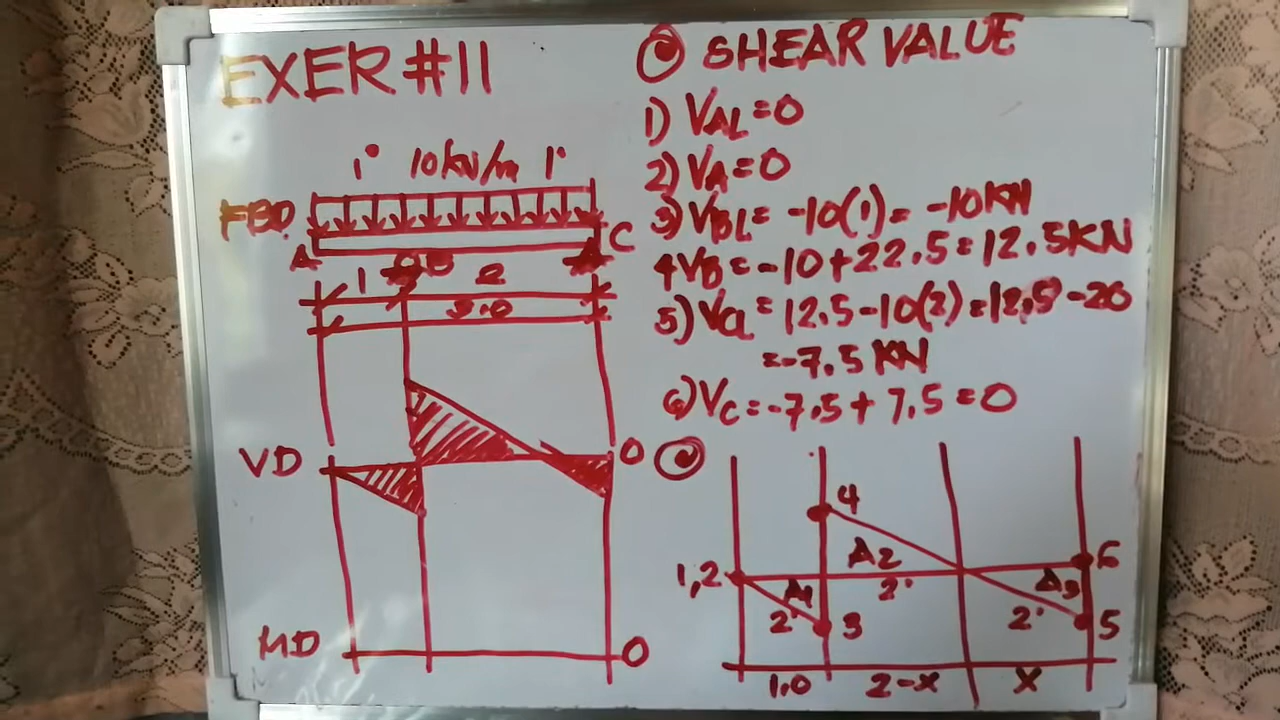 EXER #11
1° 10kN/m 1°
FBD
A B C
1 2
3.0
VD 0
MD 0
SHEAR VALUE
1) VAL = 0
2) VA = 0
3) VBL = -10(1) = -10KN
4 VB = -10+22.5 = 12.5KN
5) VCL = 12.5-10(2) = 12.5-20
= -7.5 KN
6) VC = -7.5 + 7.5 = 0
4
A2 6
1,2 A1 2° A3
2° 3 2° 5
1.0 2-x x